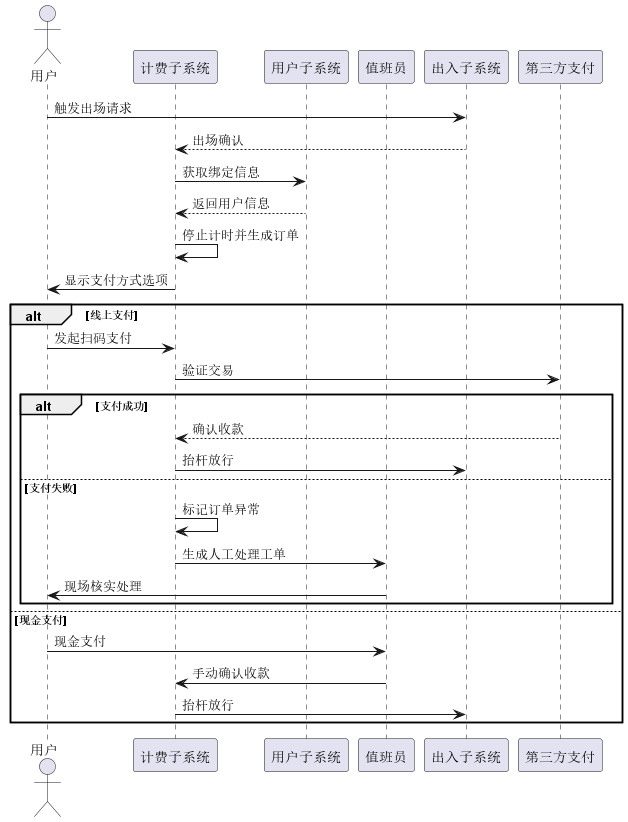 用户
计费子系统
用户子系统
值班员
出入子系统
第三方支付
触发出场请求
出场确认
获取绑定信息
返回用户信息
停止计时并生成订单
显示支付方式选项
alt [线上支付]
发起扫码支付
验证交易
alt [支付成功]
确认收款
抬杆放行
[支付失败]
标记订单异常
生成人工处理工单
现场核实处理
[现金支付]
现金支付
手动确认收款
抬杆放行
用户
计费子系统
用户子系统
值班员
出入子系统
第三方支付